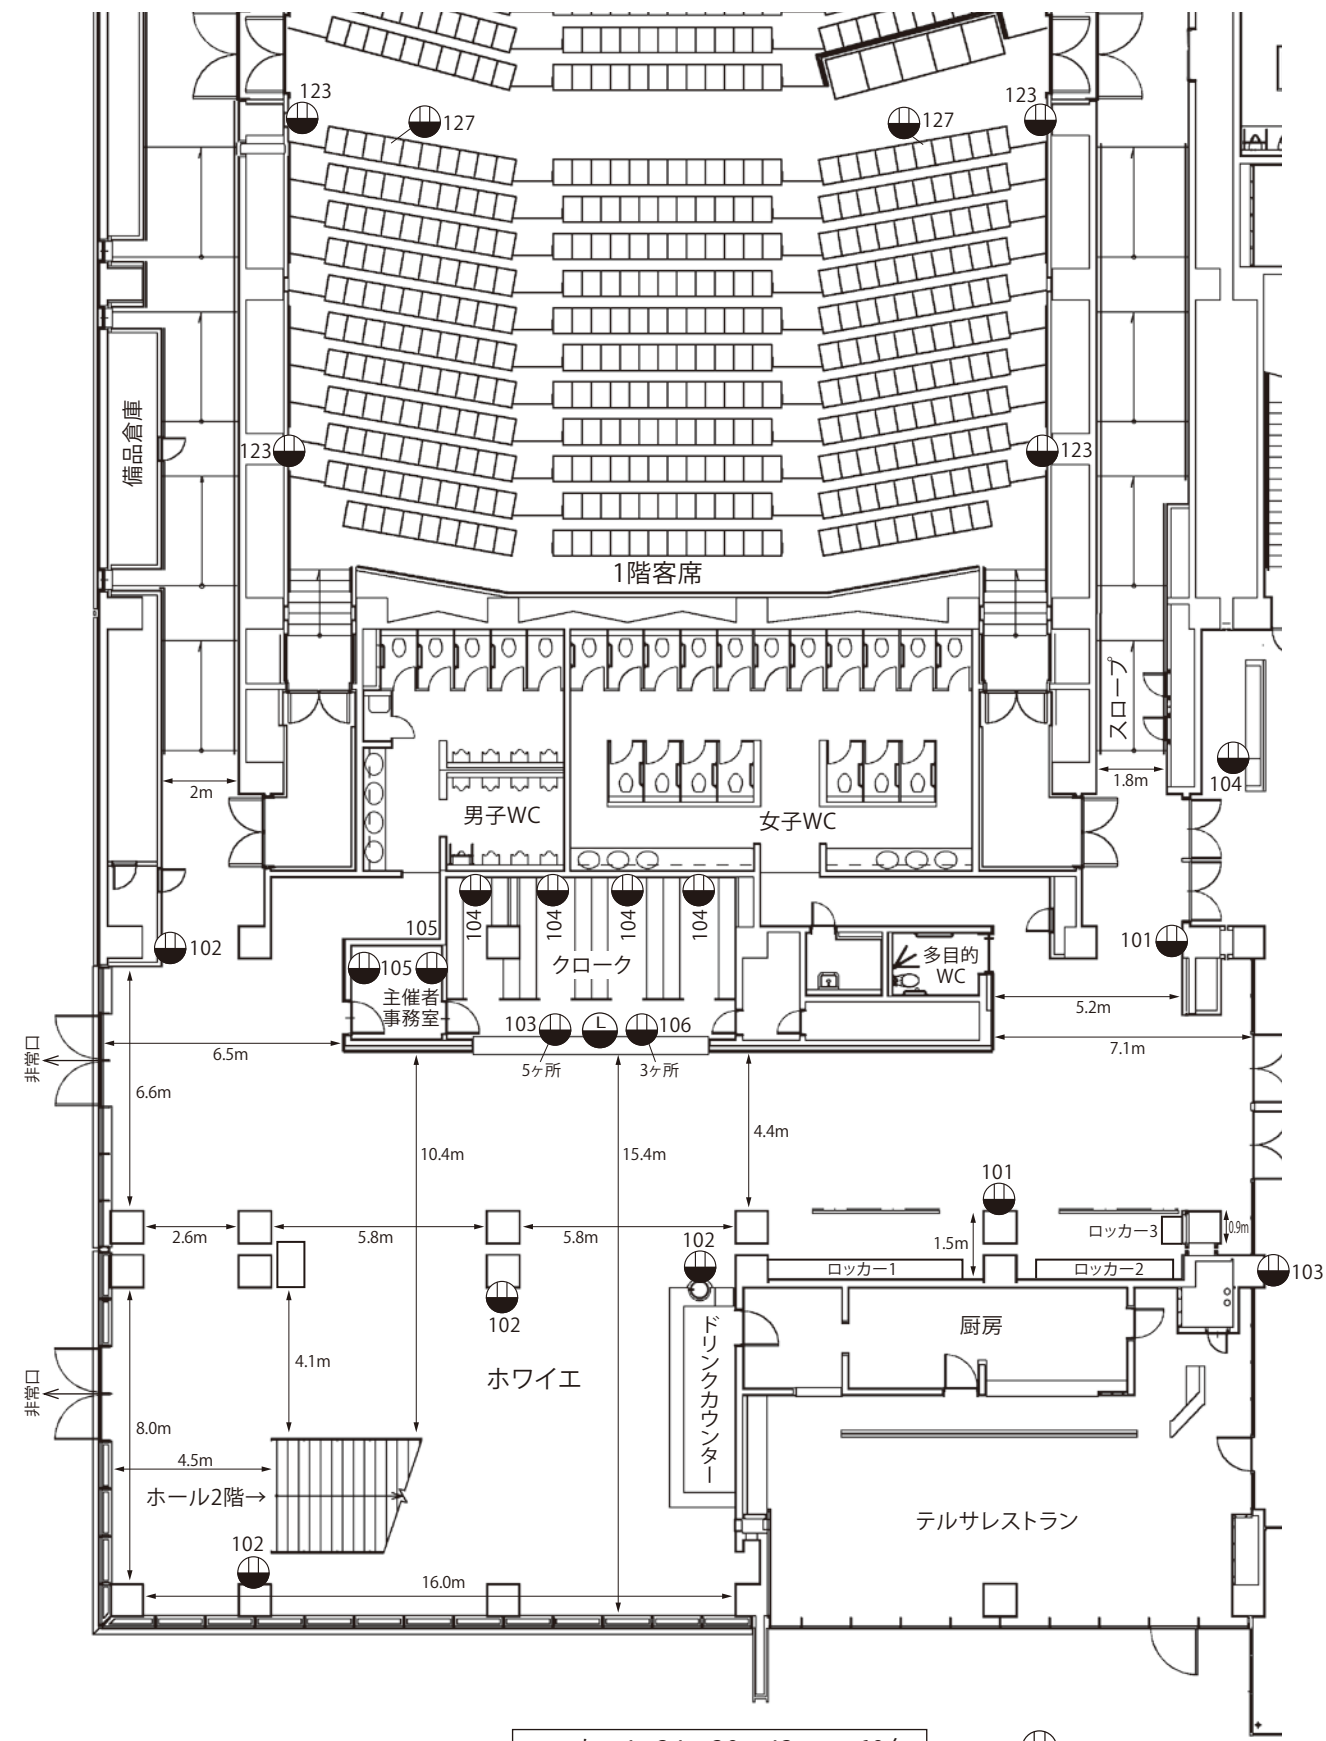 123
127
127
123
備品倉庫
123
123
1階客席
スロープ
2m
1.8m
104
男子WC
女子WC
104
104
104
104
105
102
101
105
クローク
多目的
WC
主催者
事務室
5.2m
103
L
106
6.5m
7.1m
非常口
5ヶ所
3ヶ所
6.6m
4.4m
10.4m
15.4m
101
2.6m
5.8m
5.8m
ロッカー3
0.9m
102
1.5m
ロッカー1
ロッカー2
103
102
厨房
ドリンクカウンター
4.1m
ホワイエ
非常口
8.0m
4.5m
ホール2階→
テルサレストラン
102
16.0m